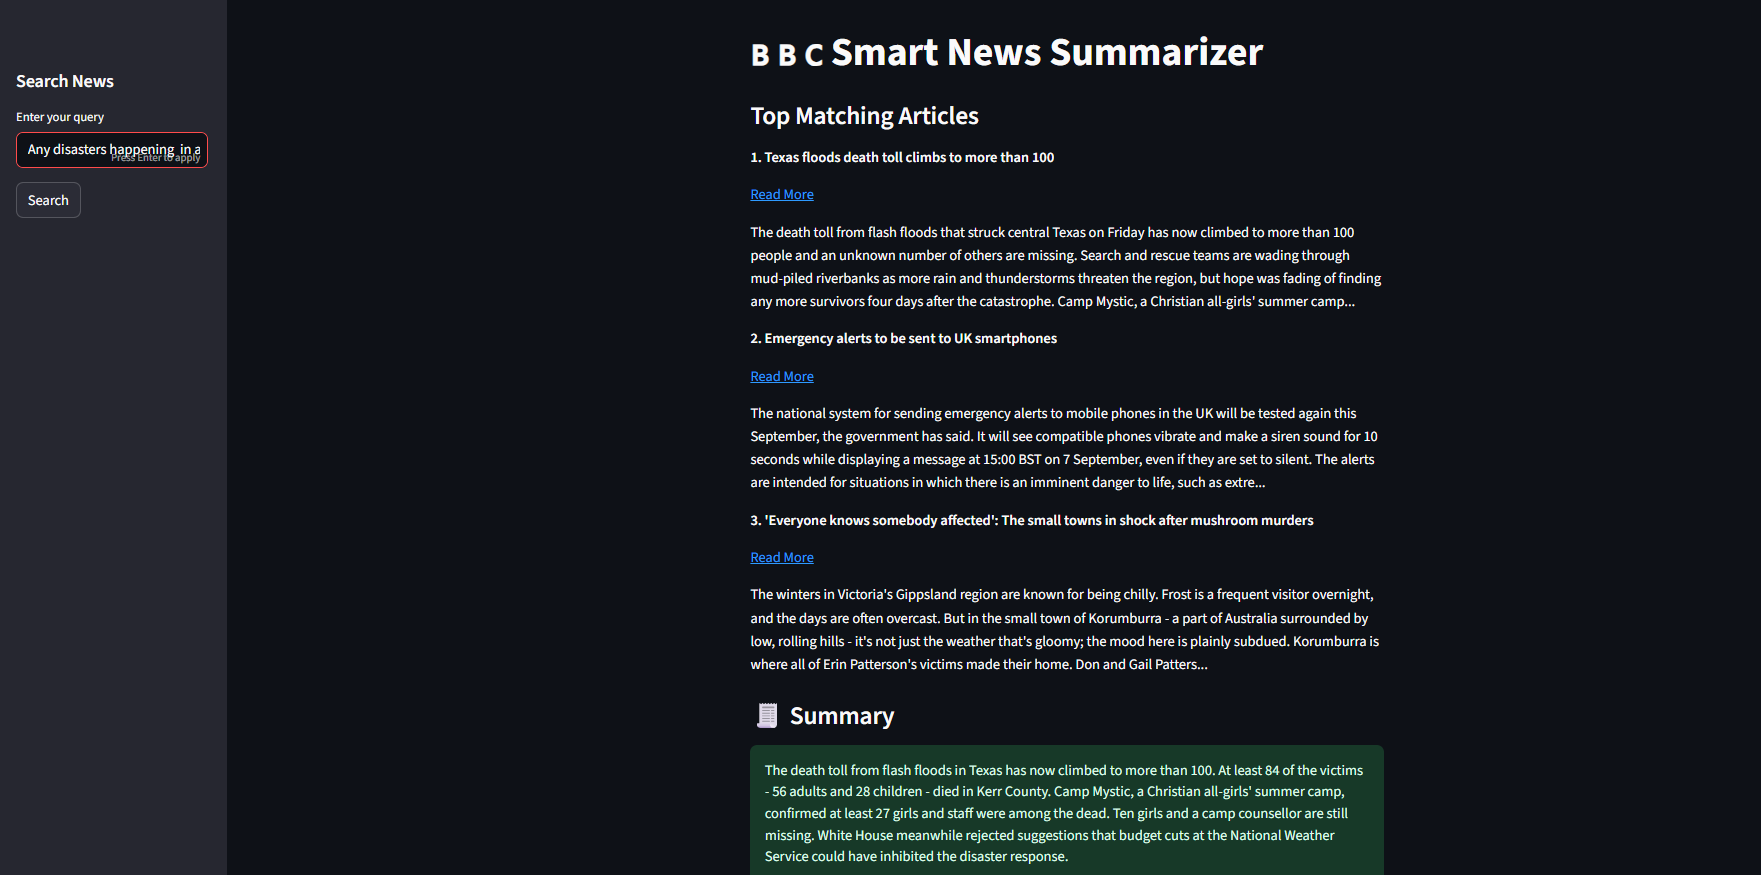 Search News
Enter your query
Any disasters happening in a
Press Enter to apply
Search
B B C Smart News Summarizer
Top Matching Articles
1. Texas floods death toll climbs to more than 100
Read More
The death toll from flash floods that struck central Texas on Friday has now climbed to more than 100
people and an unknown number of others are missing. Search and rescue teams are wading through
mud-piled riverbanks as more rain and thunderstorms threaten the region, but hope was fading of finding
any more survivors four days after the catastrophe. Camp Mystic, a Christian all-girls' summer camp...
2. Emergency alerts to be sent to UK smartphones
Read More
The national system for sending emergency alerts to mobile phones in the UK will be tested again this
September, the government has said. It will see compatible phones vibrate and make a siren sound for 10
seconds while displaying a message at 15:00 BST on 7 September, even if they are set to silent. The alerts
are intended for situations in which there is an imminent danger to life, such as extre...
3. 'Everyone knows somebody affected': The small towns in shock after mushroom murders
Read More
The winters in Victoria's Gippsland region are known for being chilly. Frost is a frequent visitor overnight,
and the days are often overcast. But in the small town of Korumburra - a part of Australia surrounded by
low, rolling hills - it's not just the weather that's gloomy; the mood here is plainly subdued. Korumburra is
where all of Erin Patterson's victims made their home. Don and Gail Patters...
Summary
The death toll from flash floods in Texas has now climbed to more than 100. At least 84 of the victims
- 56 adults and 28 children - died in Kerr County. Camp Mystic, a Christian all-girls' summer camp,
confirmed at least 27 girls and staff were among the dead. Ten girls and a camp counsellor are still
missing. White House meanwhile rejected suggestions that budget cuts at the National Weather
Service could have inhibited the disaster response.